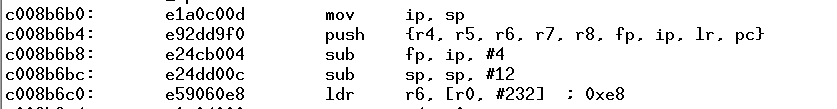 c008b6b0: e1a0c00d mov ip, sp
c008b6b4: e92dd9f0 push {r4, r5, r6, r7, r8, fp, ip, lr, pc}
c008b6b8: e24cb004 sub fp, ip, #4
c008b6bc: e24dd00c sub sp, sp, #12
c008b6c0: e59060e8 ldr r6, [r0, #232] ; 0xe8